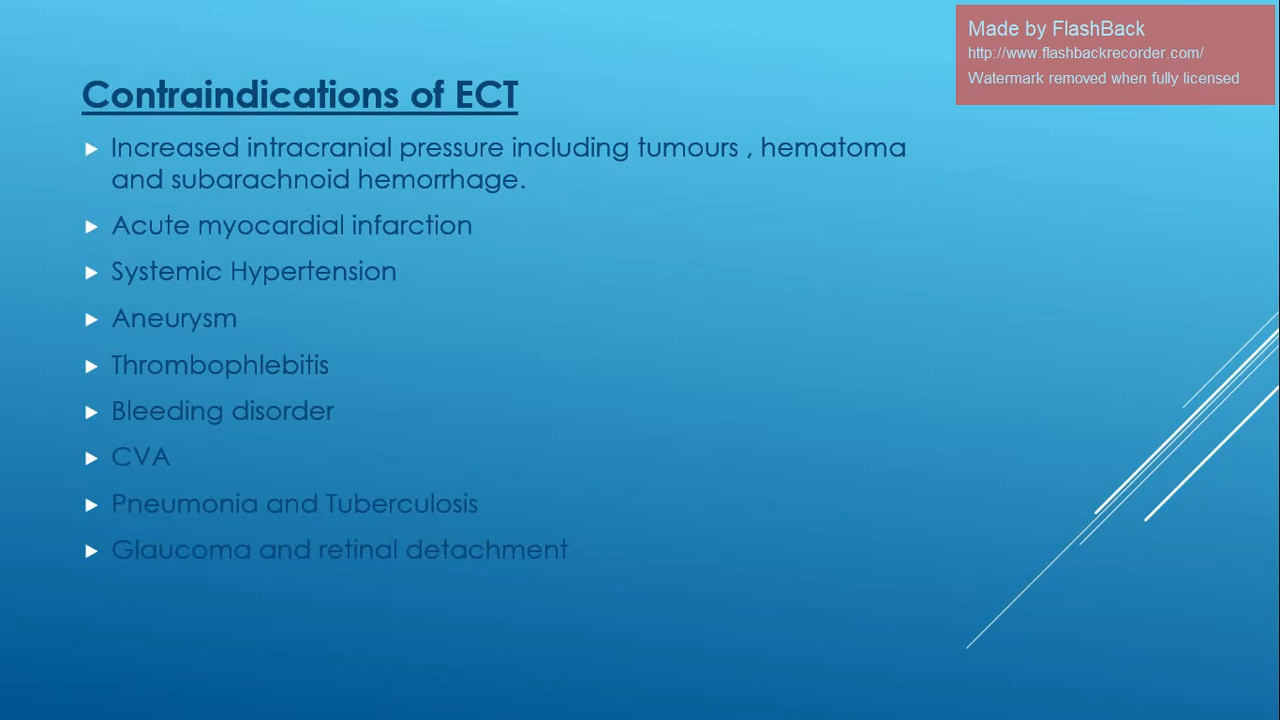 Made by FlashBack
http://www.flashbackrecorder.com/
Watermark removed when fully licensed
Contraindications of ECT
Increased intracranial pressure including tumours , hematoma
and subarachnoid hemorrhage.
Acute myocardial infarction
Systemic Hypertension
Aneurysm
Thrombophlebitis
Bleeding disorder
CVA
Pneumonia and Tuberculosis
Glaucoma and retinal detachment